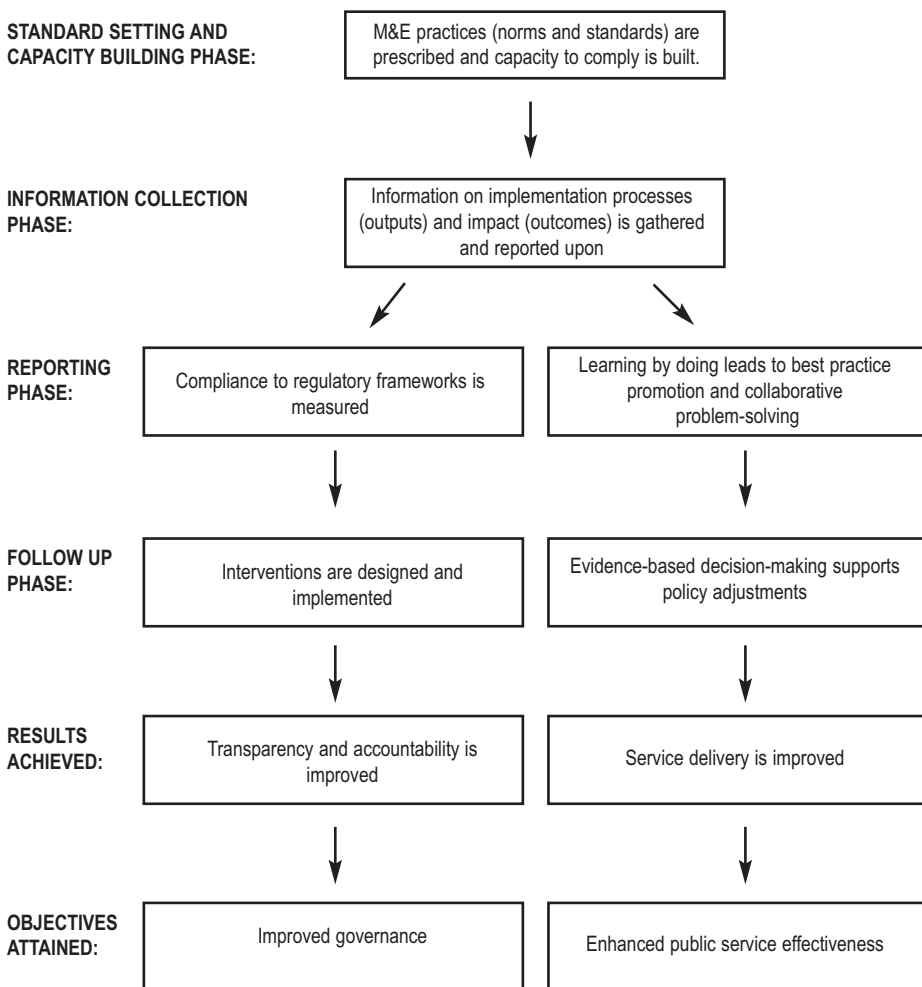 STANDARD SETTING AND
CAPACITY BUILDING PHASE:
M&E practices (norms and standards) are
prescribed and capacity to comply is built.
INFORMATION COLLECTION
PHASE:
Information on implementation processes
(outputs) and impact (outcomes) is gathered
and reported upon
REPORTING
PHASE:
Compliance to regulatory frameworks is
measured
Learning by doing leads to best practice
promotion and collaborative
problem-solving
FOLLOW UP
PHASE:
Interventions are designed and
implemented
Evidence-based decision-making supports
policy adjustments
RESULTS
ACHIEVED:
Transparency and accountability is
improved
Service delivery is improved
OBJECTIVES
ATTAINED:
Improved governance
Enhanced public service effectiveness